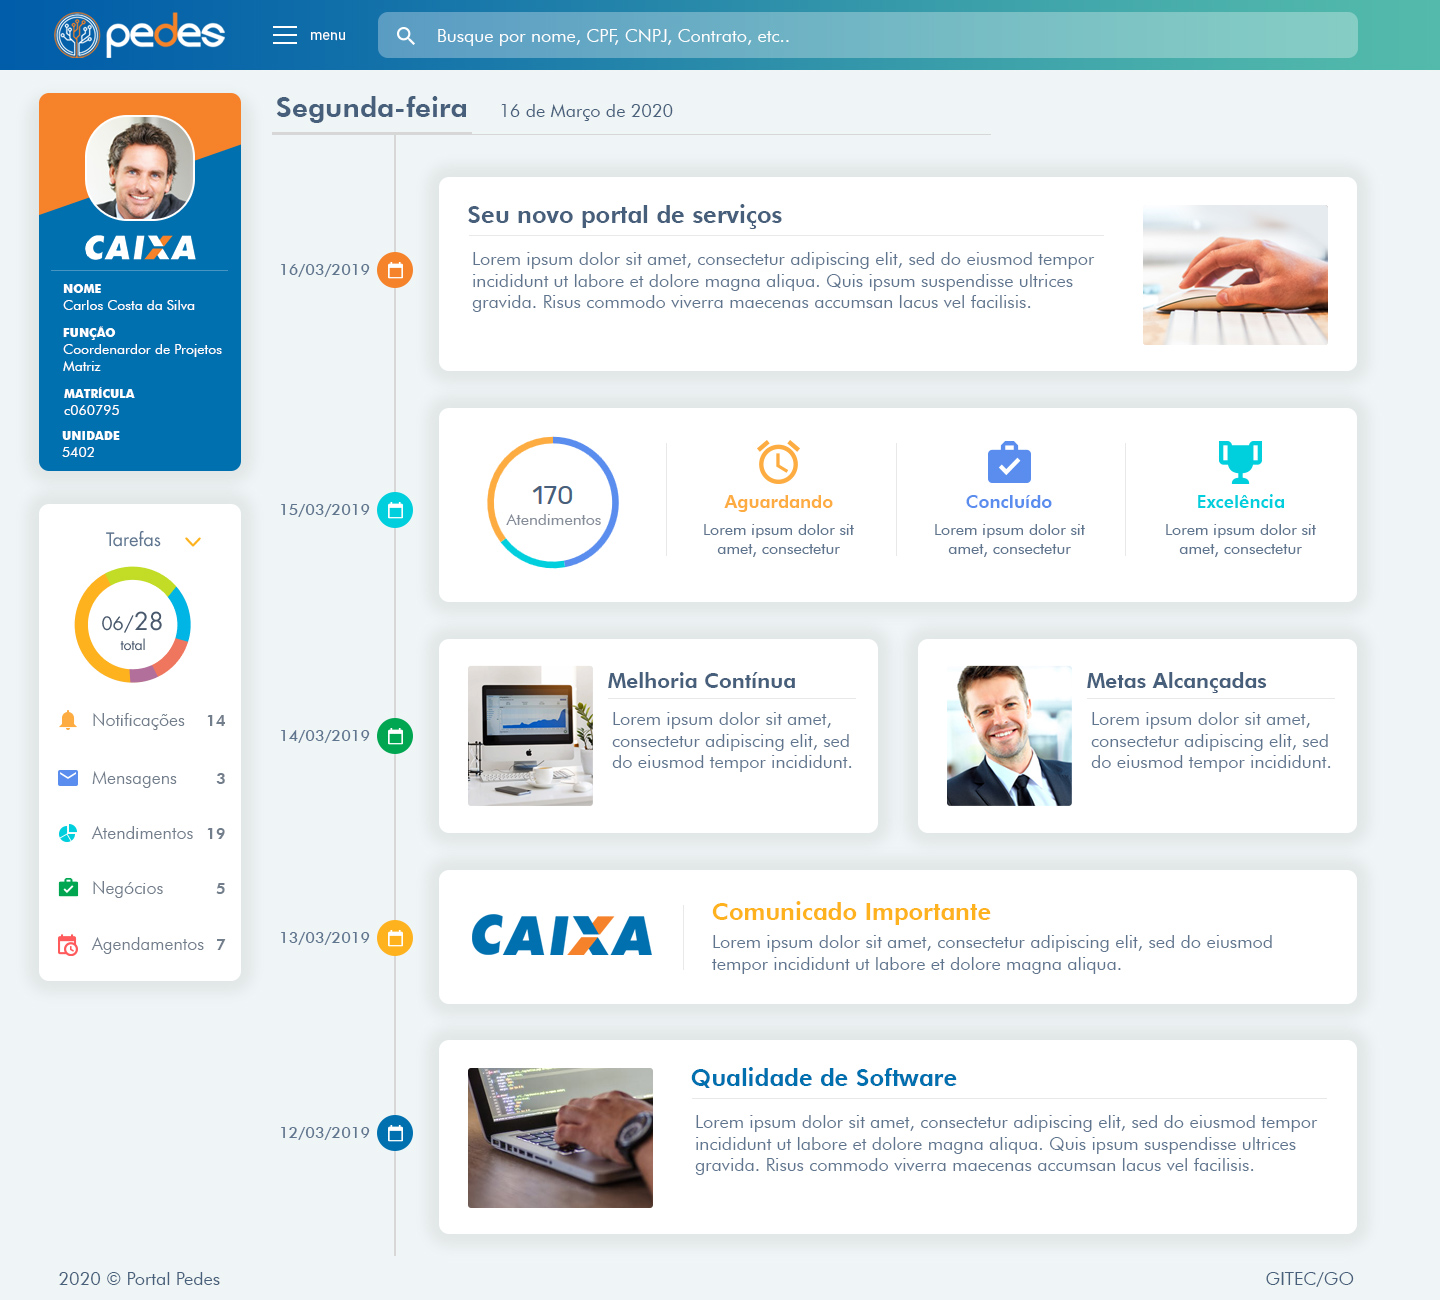 pedes
menu
Busque por nome, CPF, CNPJ, Contrato, etc..
CAIXA
NOME
Carlos Costa da Silva
FUNÇÃO
Coordenardor de Projetos
Matriz
MATRÍCULA
c060795
UNIDADE
5402
Tarefas
06/28
total
Notificações 14
Mensagens 3
Atendimentos 19
Negócios 5
Agendamentos 7
Segunda-feira 16 de Março de 2020
16/03/2019
Seu novo portal de serviços
Lorem ipsum dolor sit amet, consectetur adipiscing elit, sed do eiusmod tempor
incididunt ut labore et dolore magna aliqua. Quis ipsum suspendisse ultrices
gravida. Risus commodo viverra maecenas accumsan lacus vel facilisis.
15/03/2019
170
Atendimentos
Aguardando
Lorem ipsum dolor sit
amet, consectetur
Concluído
Lorem ipsum dolor sit
amet, consectetur
Excelência
Lorem ipsum dolor sit
amet, consectetur
14/03/2019
Melhoria Contínua
Lorem ipsum dolor sit amet,
consectetur adipiscing elit, sed
do eiusmod tempor incididunt.
Metas Alcançadas
Lorem ipsum dolor sit amet,
consectetur adipiscing elit, sed
do eiusmod tempor incididunt.
13/03/2019
CAIXA
Comunicado Importante
Lorem ipsum dolor sit amet, consectetur adipiscing elit, sed do eiusmod
tempor incididunt ut labore et dolore magna aliqua.
12/03/2019
Qualidade de Software
Lorem ipsum dolor sit amet, consectetur adipiscing elit, sed do eiusmod tempor
incididunt ut labore et dolore magna aliqua. Quis ipsum suspendisse ultrices
gravida. Risus commodo viverra maecenas accumsan lacus vel facilisis.
2020 © Portal Pedes
GITEC/GO